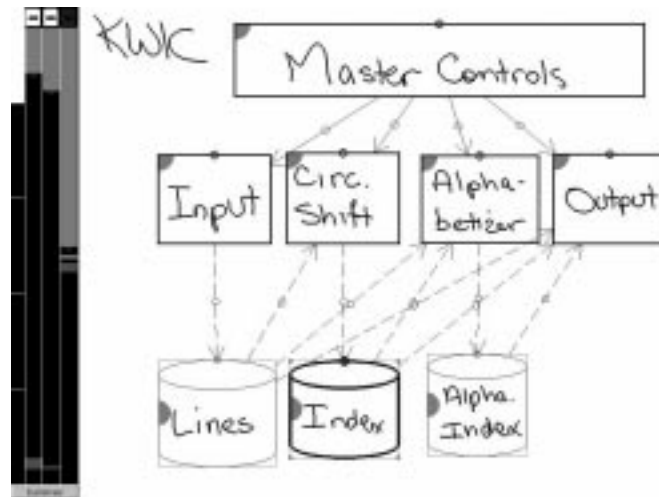 KWIC
Master Controls
Input
Circ.
Shift
Alpha-
betizer
Output
Lines
Index
Alpha.
Index